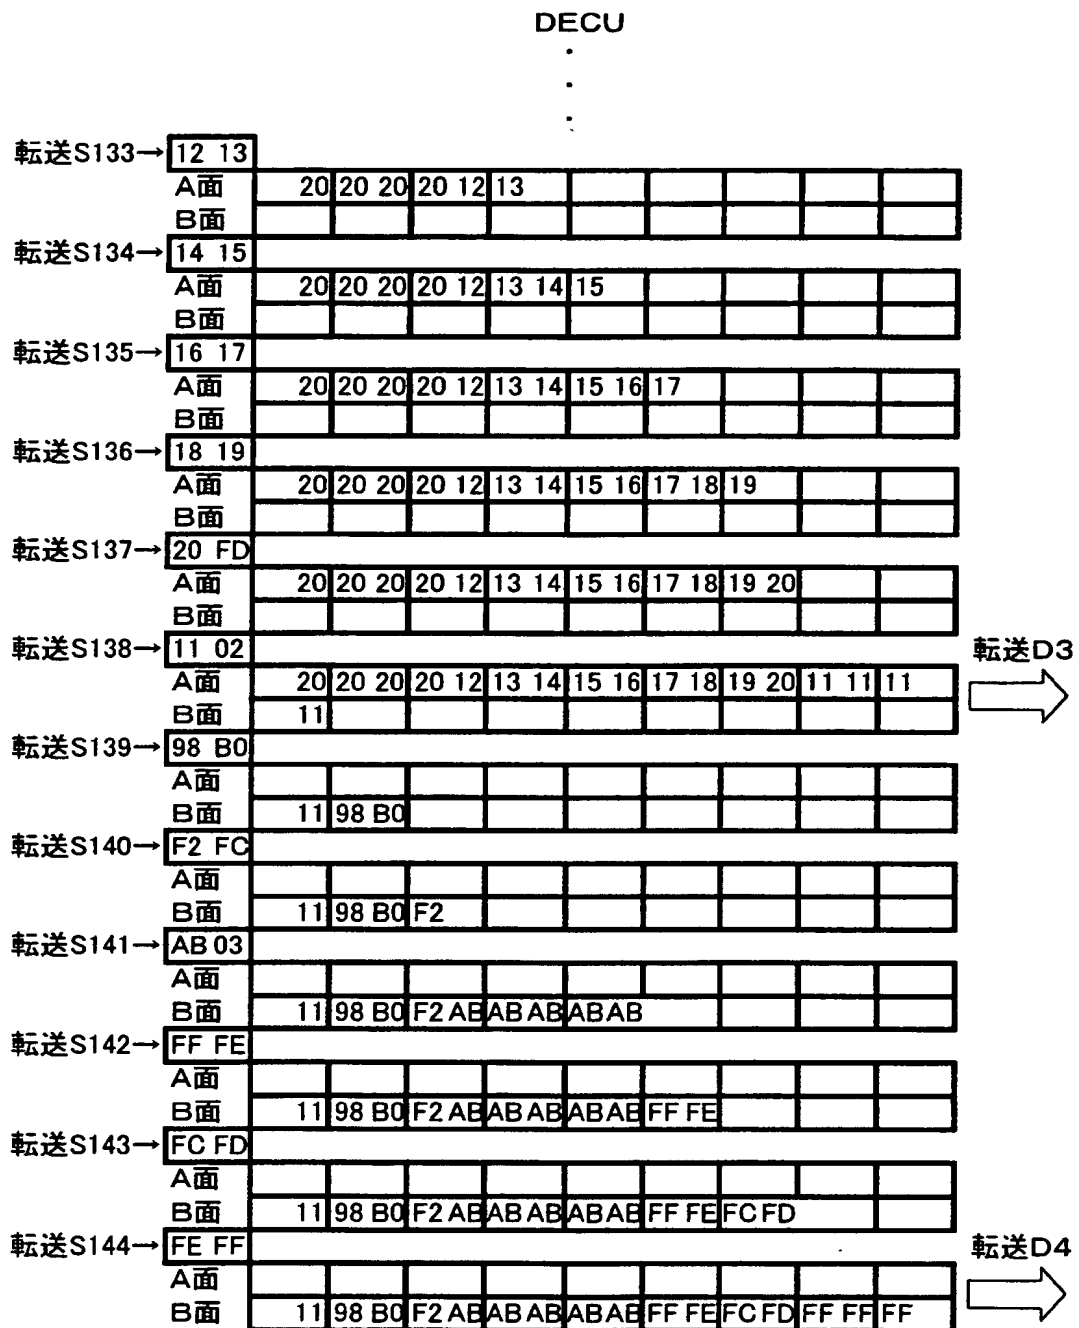 DECU
転送S133→ 12 13
A面 20 20 20 20 12 13
B面
転送S134→ 14 15
A面 20 20 20 20 12 13 14 15
B面
転送S135→ 16 17
A面 20 20 20 20 12 13 14 15 16 17
B面
転送S136→ 18 19
A面 20 20 20 20 12 13 14 15 16 17 18 19
B面
転送S137→ 20 FD
A面 20 20 20 20 12 13 14 15 16 17 18 19 20
B面
転送S138→ 11 02 転送D3
A面 20 20 20 20 12 13 14 15 16 17 18 19 20 11 11 11
B面 11
転送S139→ 98 B0
A面
B面 11 98 B0
転送S140→ F2 FC
A面
B面 11 98 B0 F2
転送S141→ AB 03
A面
B面 11 98 B0 F2 AB AB AB AB AB
転送S142→ FF FE
A面
B面 11 98 B0 F2 AB AB AB AB AB FF FE
転送S143→ FC FD
A面
B面 11 98 B0 F2 AB AB AB AB AB FF FE FC FD
転送S144→ FE FF 転送D4
A面
B面 11 98 B0 F2 AB AB AB AB AB FF FE FC FD FF FF FF